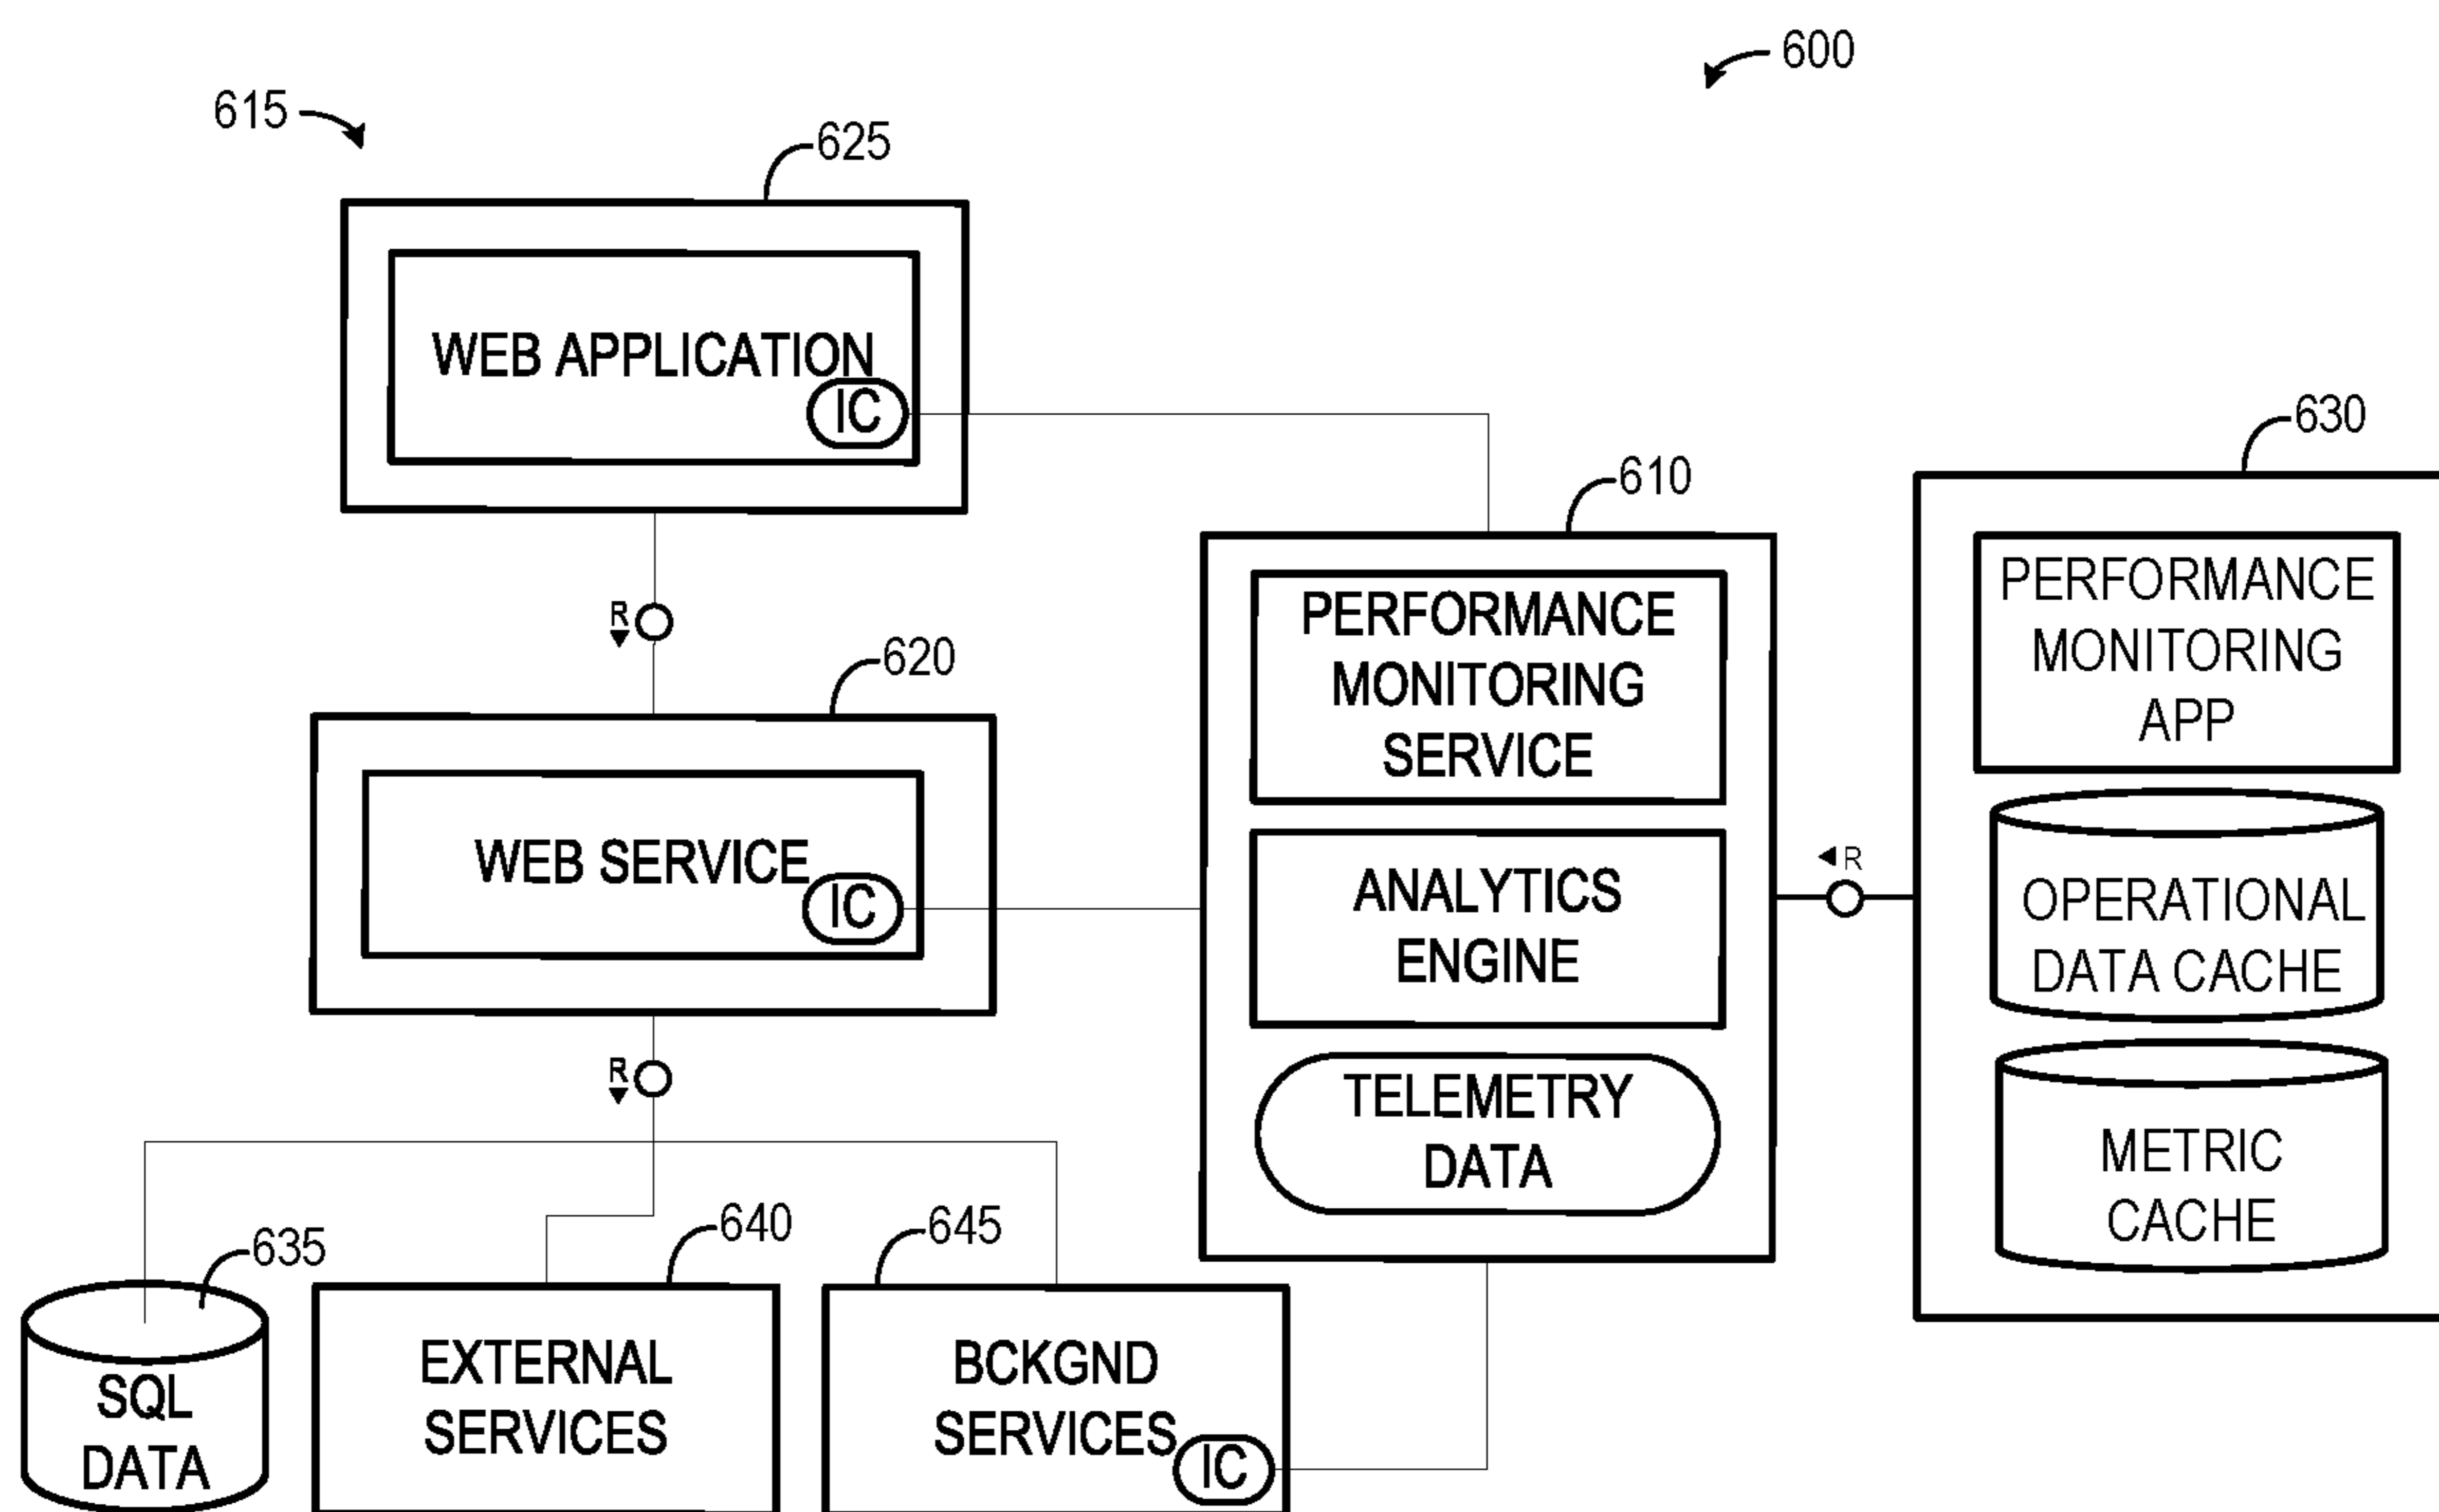 600
615
625
WEB APPLICATION
IC
630
610
R
PERFORMANCE
MONITORING
SERVICE
PERFORMANCE
MONITORING
APP
620
WEB SERVICE
IC
ANALYTICS
ENGINE
R
OPERATIONAL
DATA CACHE
R
TELEMETRY
DATA
METRIC
CACHE
635
640
645
SQL
DATA
EXTERNAL
SERVICES
BCKGND
SERVICES
IC